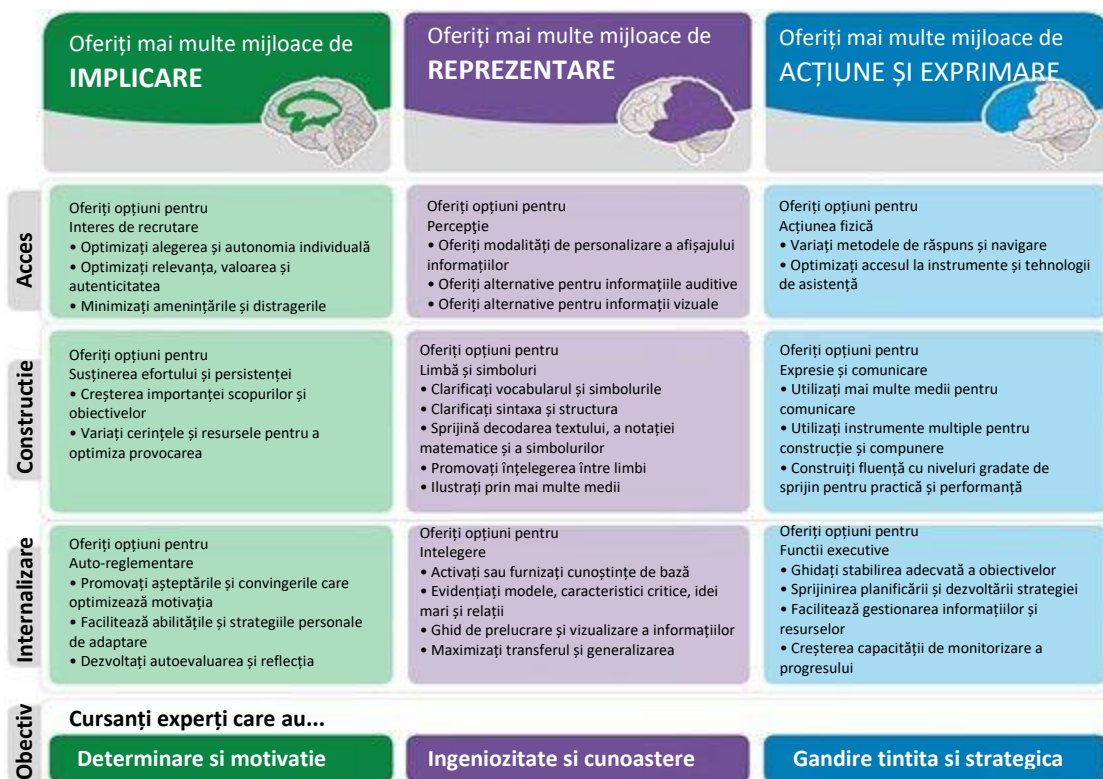 Oferiți mai multe mijloace de
IMPLICARE
Oferiți mai multe mijloace de
REPREZENTARE
Oferiți mai multe mijloace de
ACȚIUNE ȘI EXPRIMARE
Acces
Oferiți opțiuni pentru
Interes de recrutare
• Optimizați alegerea și autonomia individuală
• Optimizați relevanța, valoarea și
autenticitatea
• Minimizați amenințările și distragerile
Oferiți opțiuni pentru
Percepţie
• Oferiți modalități de personalizare a afișajului
informațiilor
• Oferiți alternative pentru informațiile auditive
• Oferiți alternative pentru informații vizuale
Oferiți opțiuni pentru
Acțiunea fizică
• Variați metodele de răspuns și navigare
• Optimizați accesul la instrumente și tehnologii
de asistență
Constructie
Oferiți opțiuni pentru
Susținerea efortului și persistenței
• Creșterea importanței scopurilor și
obiectivelor
• Variați cerințele și resursele pentru a
optimiza provocarea
Oferiți opțiuni pentru
Limbă și simboluri
• Clarificați vocabularul și simbolurile
• Clarificați sintaxa și structura
• Sprijină decodarea textului, a notației
matematice și a simbolurilor
• Promovați înțelegerea între limbi
• Ilustrați prin mai multe medii
Oferiți opțiuni pentru
Expresie și comunicare
• Utilizați mai multe medii pentru
comunicare
• Utilizați instrumente multiple pentru
construcție și compunere
• Construiți fluență cu niveluri gradate de
sprijin pentru practică și performanță
Internalizare
Oferiți opțiuni pentru
Auto-reglementare
• Promovați așteptările și convingerile care
optimizează motivația
• Facilitează abilitățile și strategiile personale
de adaptare
• Dezvoltați autoevaluarea și reflecția
Oferiți opțiuni pentru
Intelegere
• Activați sau furnizați cunoștințe de bază
• Evidențiați modele, caracteristici critice, idei
mari și relații
• Ghid de prelucrare și vizualizare a informațiilor
• Maximizați transferul și generalizarea
Oferiți opțiuni pentru
Functii executive
• Ghidați stabilirea adecvată a obiectivelor
• Sprijinirea planificării și dezvoltării strategiei
• Facilitează gestionarea informațiilor și
resurselor
• Creșterea capacității de monitorizare a
progresului
Obiectiv
Cursanți experți care au...
Determinare si motivatie
Ingeniozitate si cunoastere
Gandire tintita si strategica